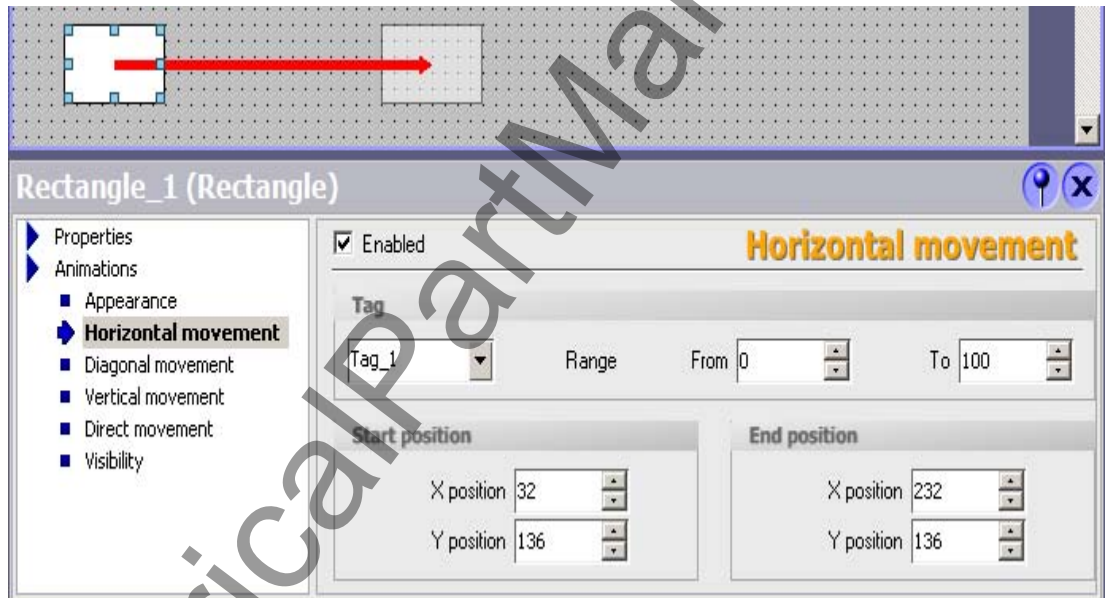 Rectangle_1 (Rectangle)
Properties
Animations
Appearance
Horizontal movement
Diagonal movement
Vertical movement
Direct movement
Visibility
Enabled
Horizontal movement
Tag
Tag_1 Range From 0 To 100
Start position
X position 32
Y position 136
End position
X position 232
Y position 136